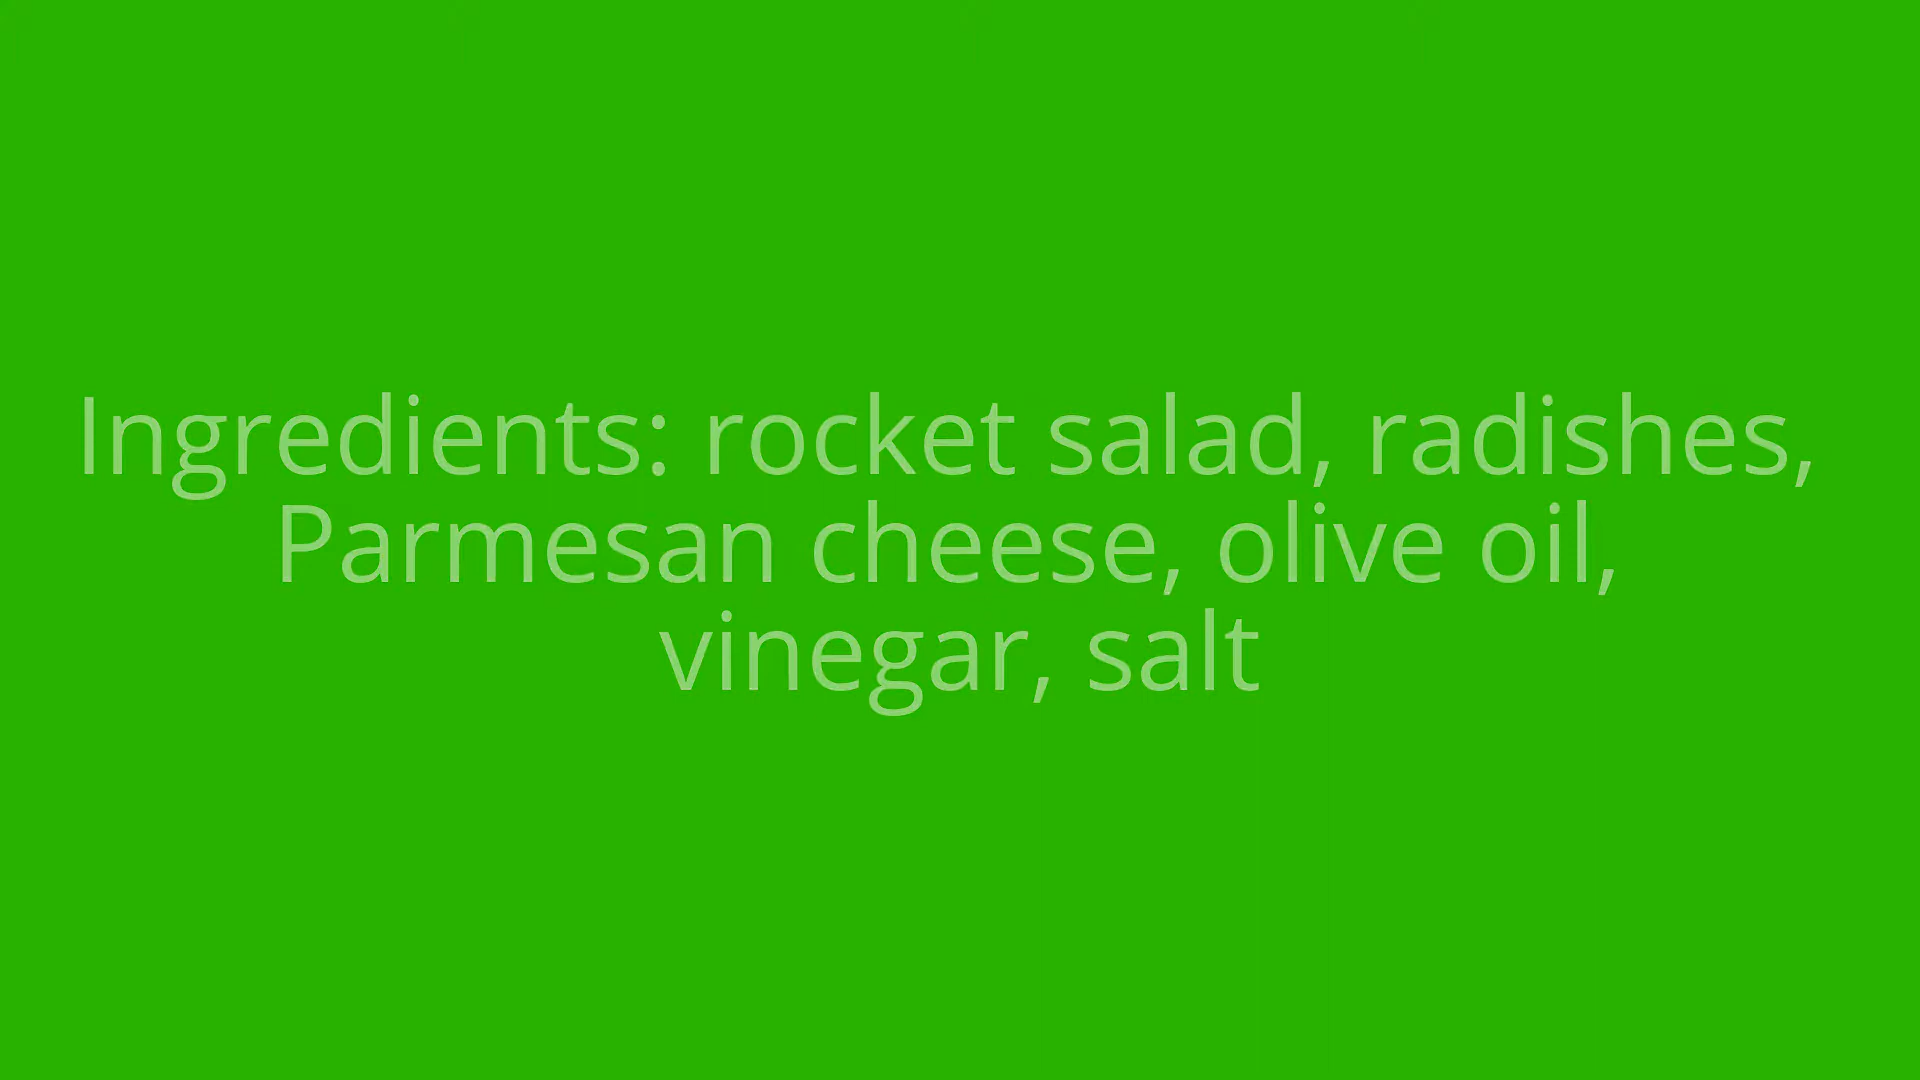 Ingredients: rocket salad, radishes,
Parmesan cheese, olive oil,
vinegar, salt